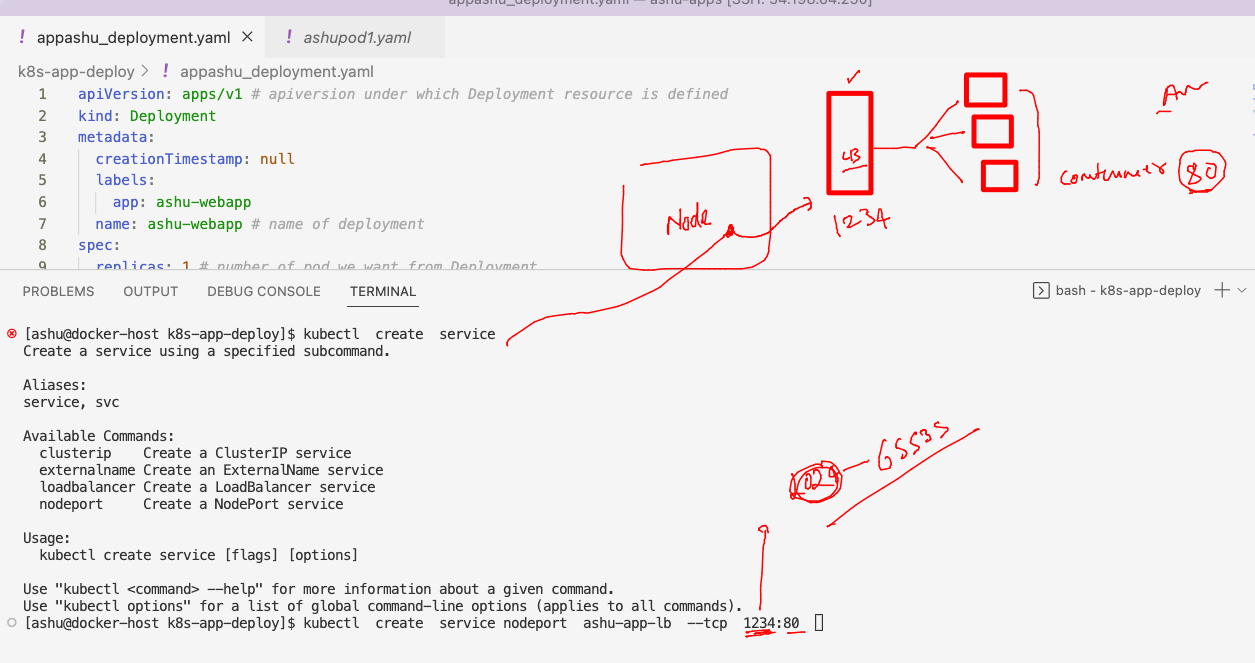 appashu_deployment.yaml — ashu-apps [SSH: 54.198.64.250]
! appashu_deployment.yaml × ! ashupod1.yaml
k8s-app-deploy > ! appashu_deployment.yaml
1 apiVersion: apps/v1 # apiversion under which Deployment resource is defined
2 kind: Deployment
3 metadata:
4 creationTimestamp: null
5 labels:
6 app: ashu-webapp
7 name: ashu-webapp # name of deployment
8 spec:
9 replicas: 1 # number of pod we want from Deployment
LB
container 80
Node
1234
PROBLEMS OUTPUT DEBUG CONSOLE TERMINAL bash - k8s-app-deploy
[ashu@docker-host k8s-app-deploy]$ kubectl create service
Create a service using a specified subcommand.
Aliases:
service, svc
Available Commands:
clusterip Create a ClusterIP service
externalname Create an ExternalName service
loadbalancer Create a LoadBalancer service
nodeport Create a NodePort service
1024 - 65535
Usage:
kubectl create service [flags] [options]
Use "kubectl <command> --help" for more information about a given command.
Use "kubectl options" for a list of global command-line options (applies to all commands).
[ashu@docker-host k8s-app-deploy]$ kubectl create service nodeport ashu-app-lb --tcp 1234:80